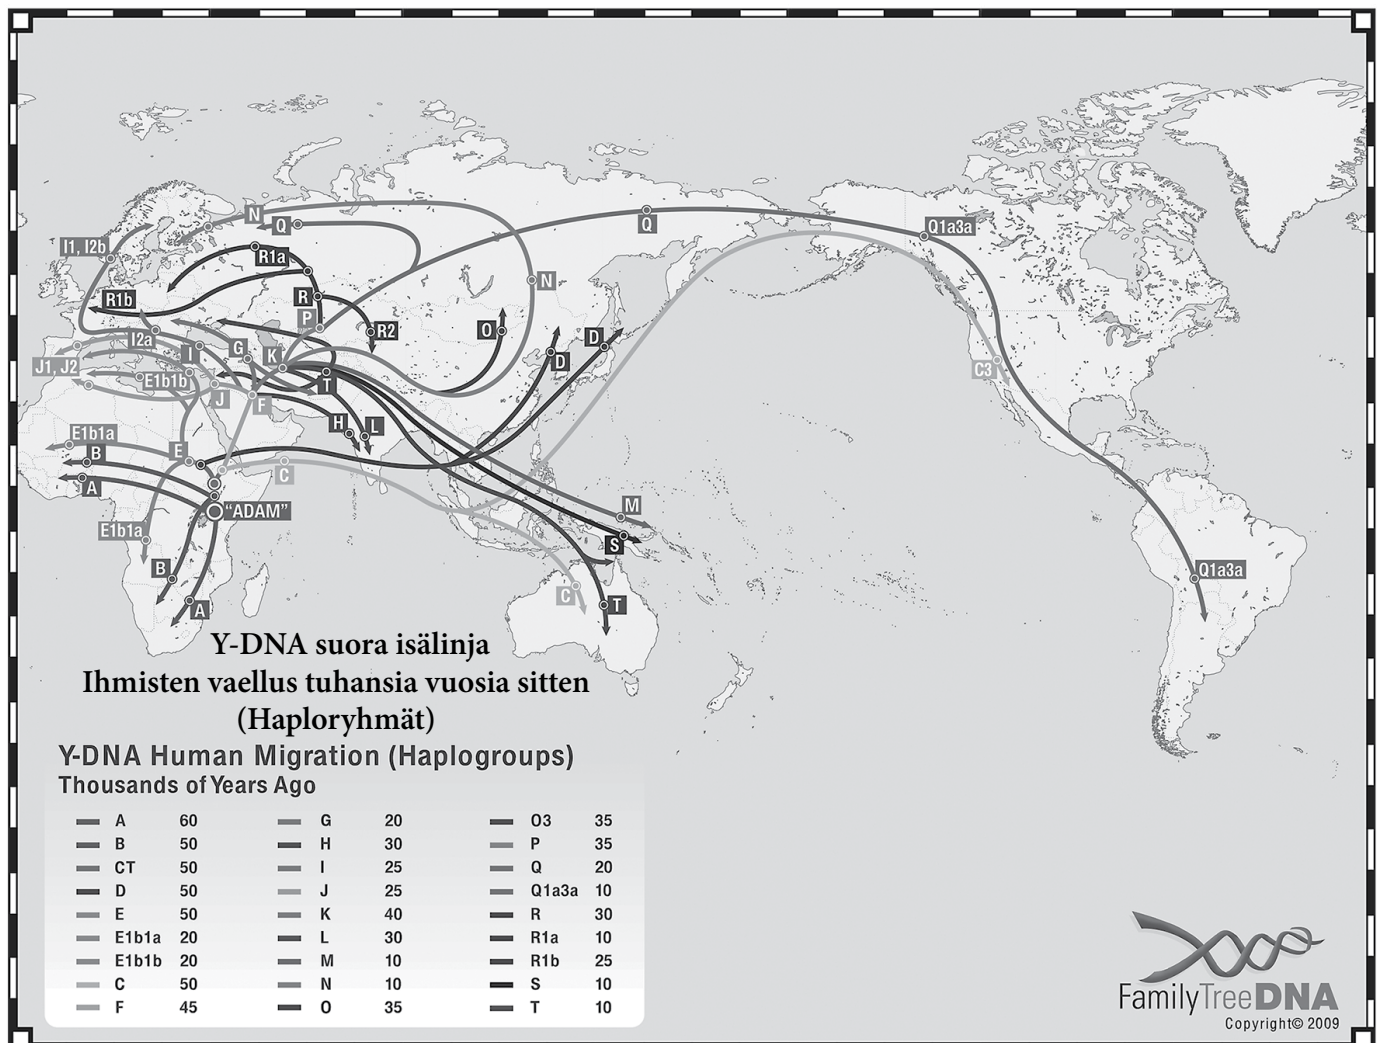 N
Q
Q
Q1a3a
I1, I2b
R1a
N
R1b
R
P
R2
O
D
D
I2a
I
G
K
C3
J1, J2
E1b1b
T
J
F
H
L
E1b1a
B
E
C
A
"ADAM"
M
E1b1a
S
B
Q1a3a
C
T
A
Y-DNA suora isälinja
Ihmisten vaellus tuhansia vuosia sitten
(Haploryhmät)
Y-DNA Human Migration (Haplogroups)
Thousands of Years Ago
A 60 G 20 O3 35
B 50 H 30 P 35
CT 50 I 25 Q 20
D 50 J 25 Q1a3a 10
E 50 K 40 R 30
E1b1a 20 L 30 R1a 10
E1b1b 20 M 10 R1b 25
C 50 N 10 S 10
F 45 O 35 T 10
FamilyTreeDNA
Copyright© 2009